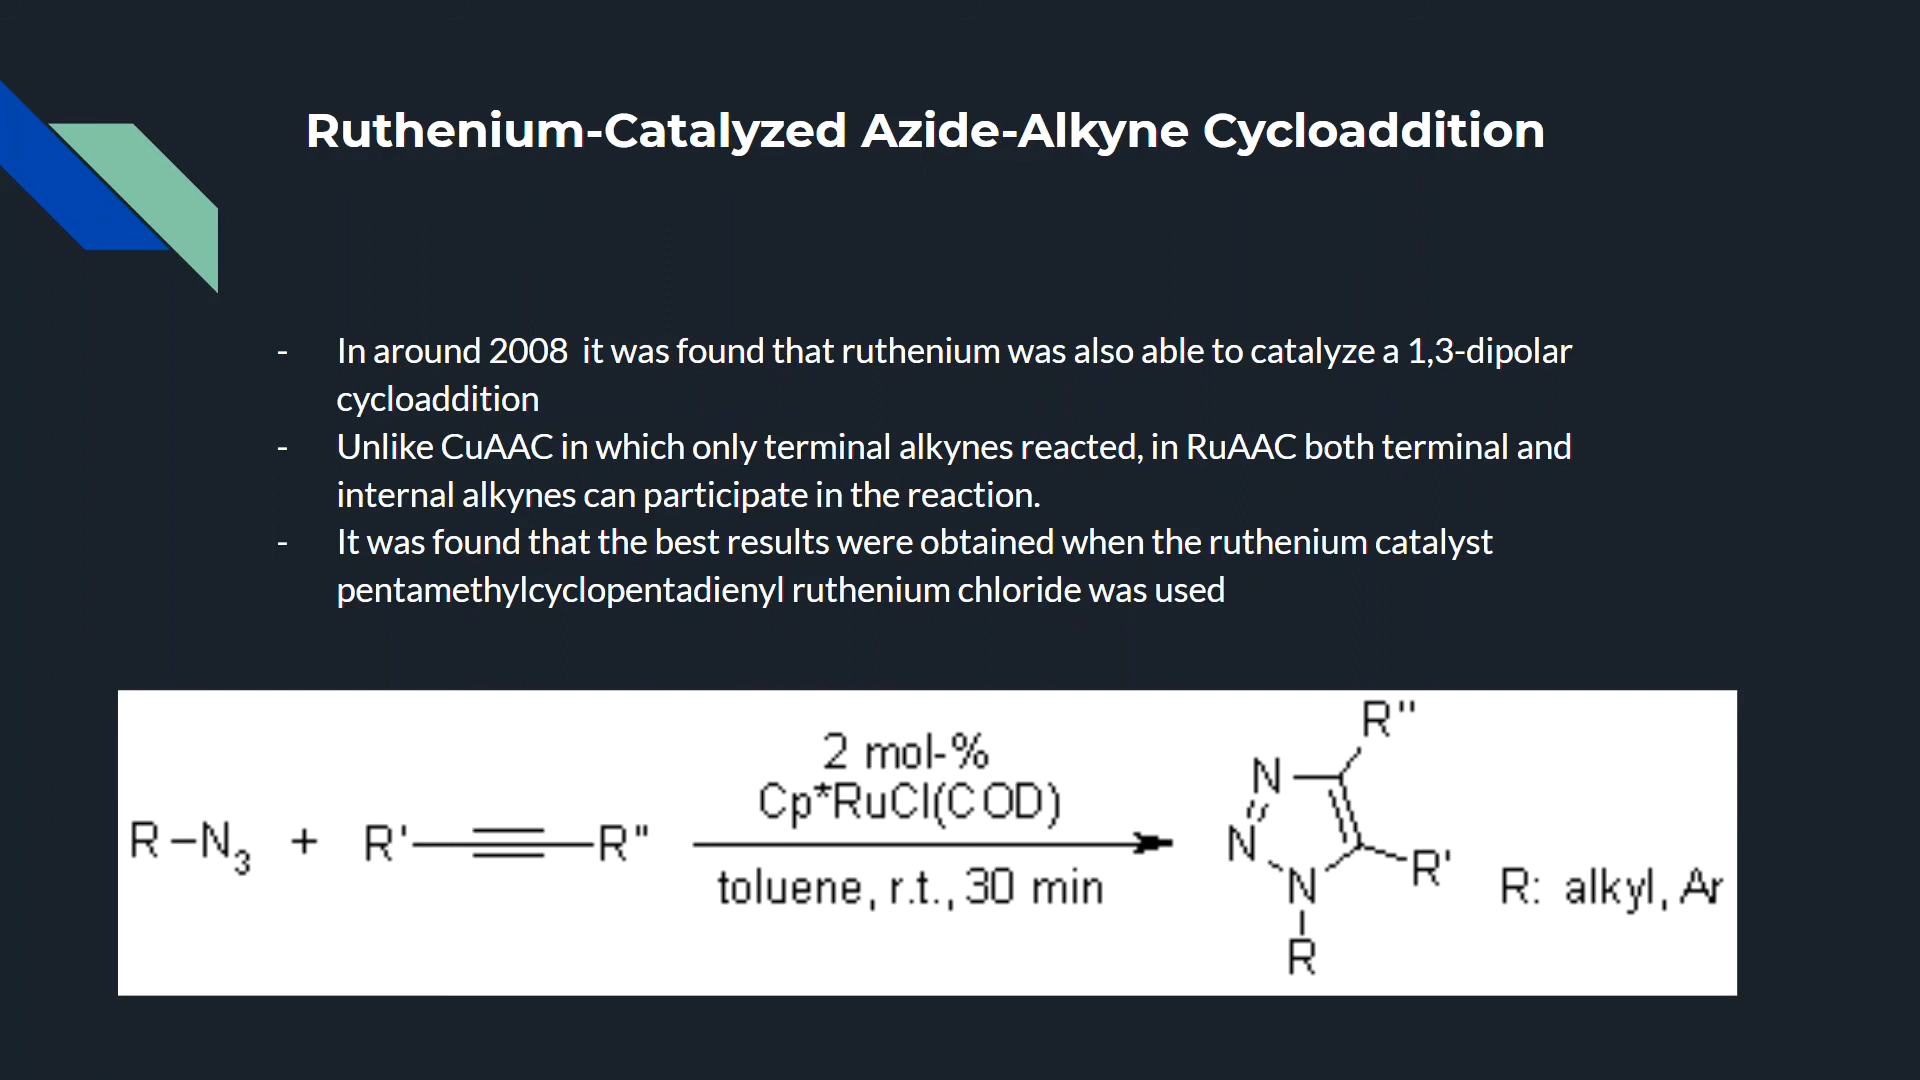 Ruthenium-Catalyzed Azide-Alkyne Cycloaddition
- In around 2008  it was found that ruthenium was also able to catalyze a 1,3-dipolar
cycloaddition
- Unlike CuAAC in which only terminal alkynes reacted, in RuAAC both terminal and
internal alkynes can participate in the reaction.
- It was found that the best results were obtained when the ruthenium catalyst
pentamethylcyclopentadienyl ruthenium chloride was used
R–N₃ + R' R"
2 mol-%
Cp*RuCl(COD)
toluene, r.t., 30 min
R"
N
N
N
R'
R
R: alkyl, Ar